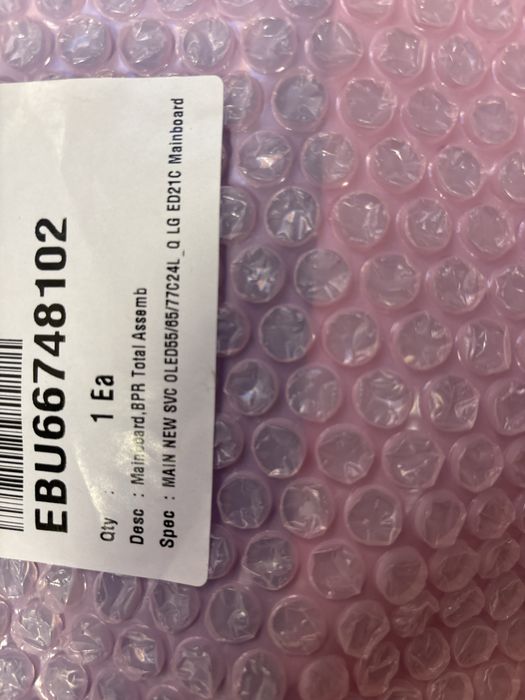 EBU66748102
Qty : 1 Ea
Desc : Mainboard,BPR Total Assemb
Spec : MAIN NEW SVC OLED55/65/77C24L_Q LG ED21C Mainboard